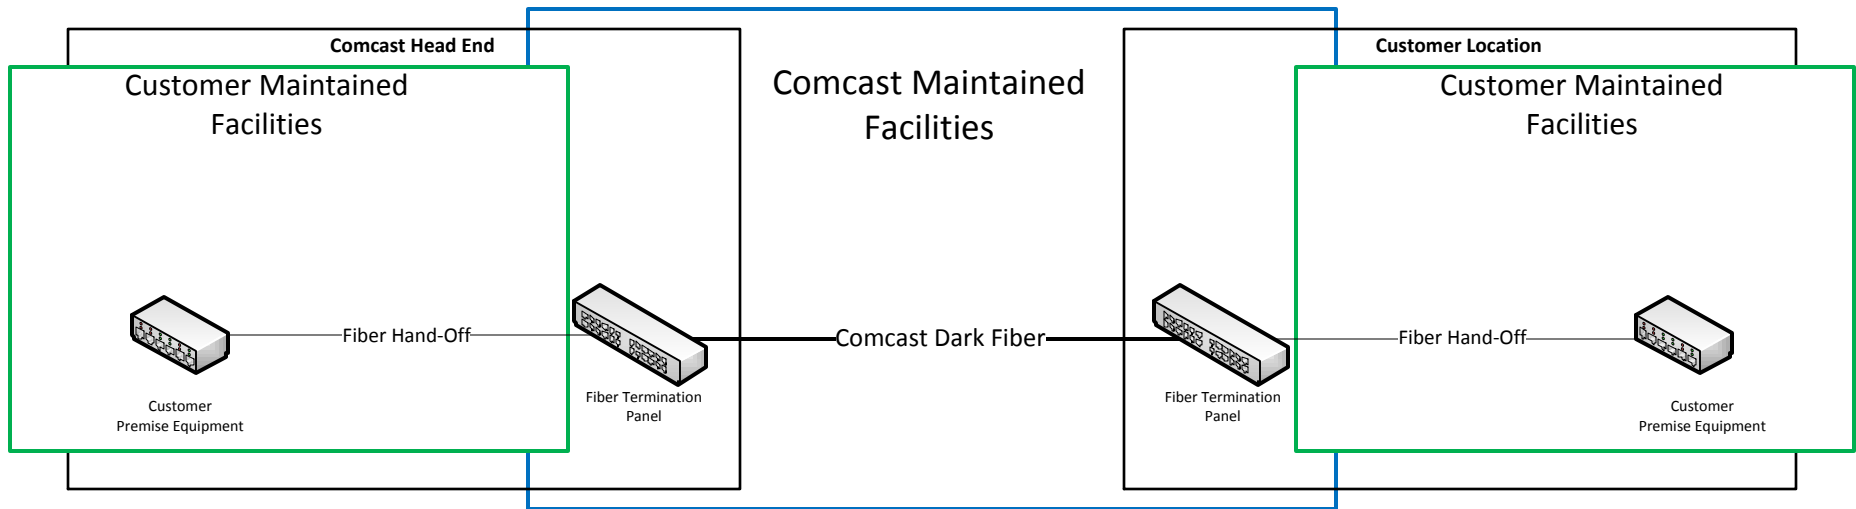 Comcast Head End
Customer Location
Customer Maintained
Facilities
Comcast Maintained
Facilities
Customer Maintained
Facilities
Fiber Hand-Off
Comcast Dark Fiber
Fiber Hand-Off
Customer
Premise Equipment
Fiber Termination
Panel
Fiber Termination
Panel
Customer
Premise Equipment